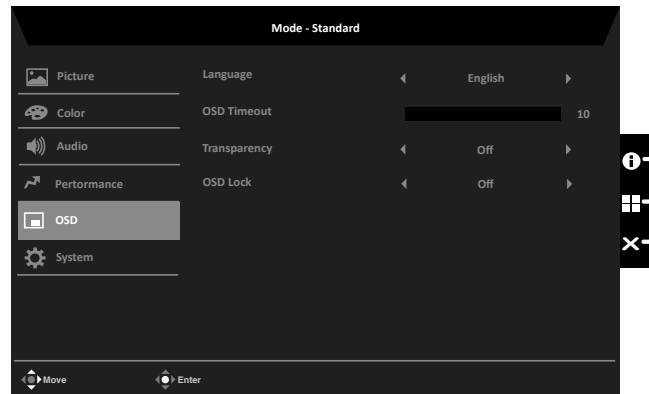 Mode - Standard
Picture
Language English
Color
OSD Timeout 10
Audio
Transparency Off
Pertormance
OSD Lock Off
OSD
System
Move Enter